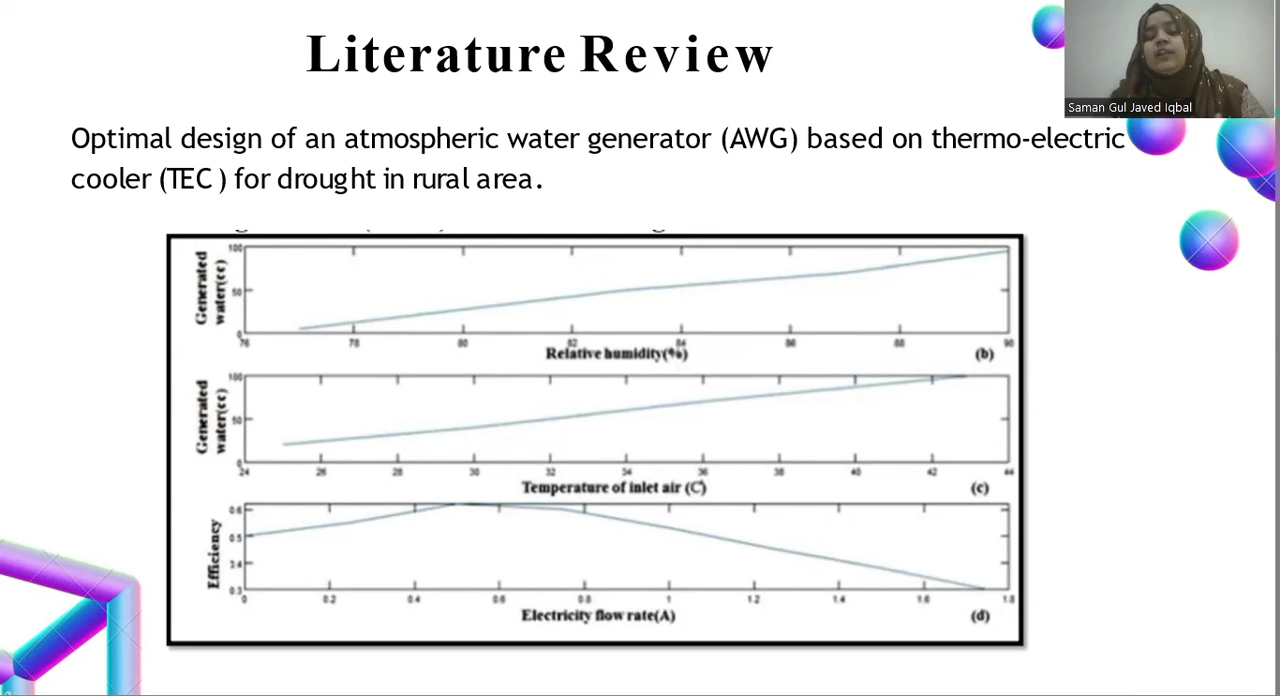 Literature Review
Saman Gul Javed Iqbal
Optimal design of an atmospheric water generator (AWG) based on thermo-electric
cooler (TEC ) for drought in rural area.
Generated
water(cc)
100
50
0
76 78 80 82 84 86 88 90
Relative humidity(%)
(b)
Generated
water(cc)
100
50
0
24 26 28 30 32 34 36 38 40 42 44
Temperature of inlet air (C)
(c)
Efficiency
0.6
0.5
0.3
0 0.2 0.4 0.6 0.8 1 1.2 1.4 1.6 1.8
Electricity flow rate(A)
(d)